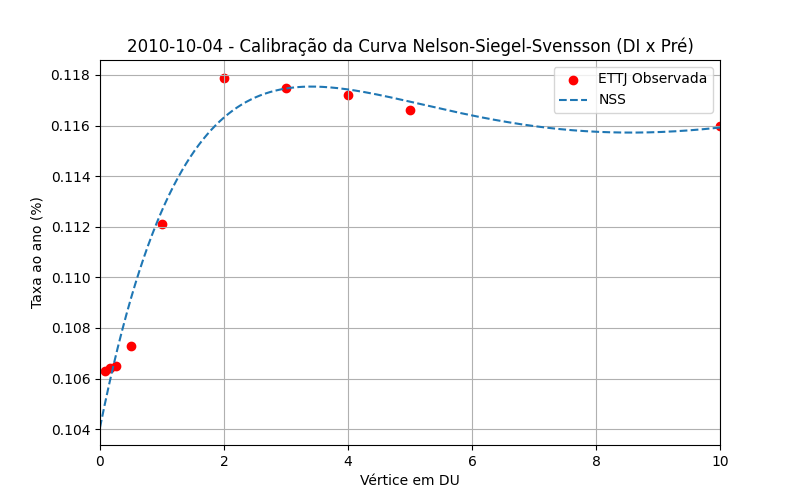 2010-10-04 - Calibração da Curva Nelson-Siegel-Svensson (DI x Pré)
ETTJ Observada
NSS
Taxa ao ano (%)
0.118
0.116
0.114
0.112
0.110
0.108
0.106
0.104
0 2 4 6 8 10
Vértice em DU